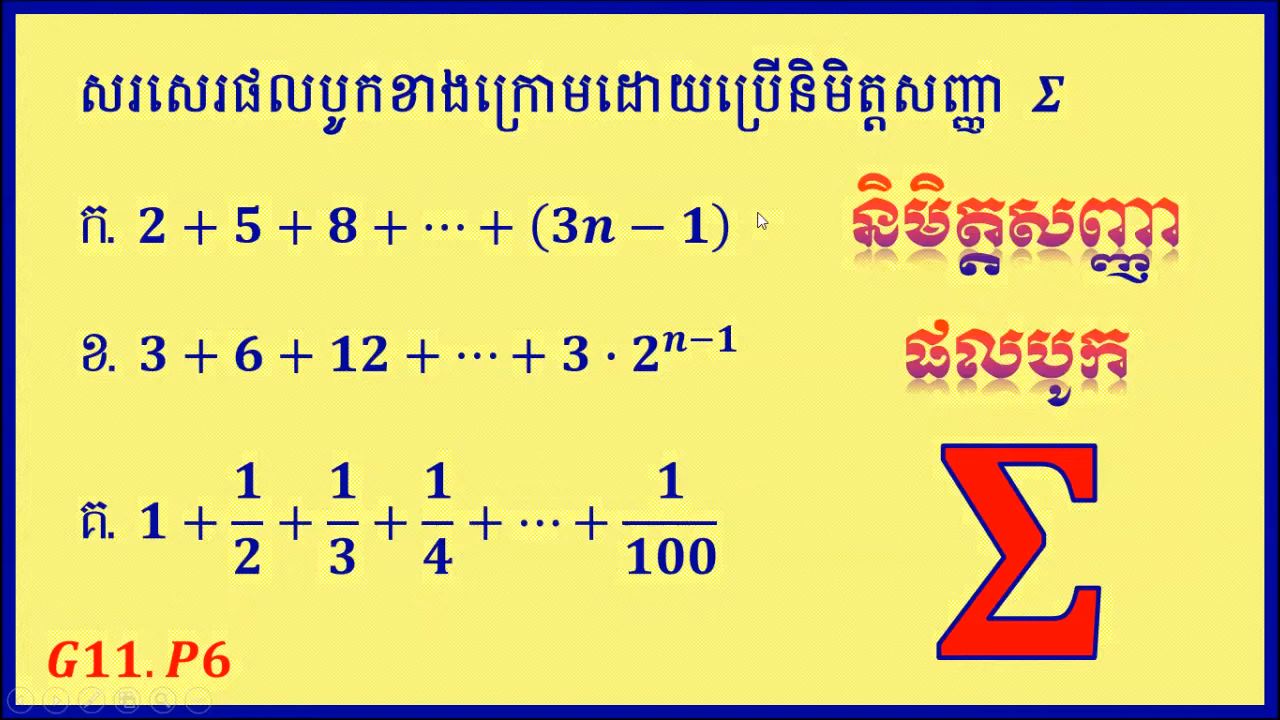 សរសេរផលបូកខាងក្រោមដោយប្រើនិមិត្តសញ្ញា Σ
ក. 2 + 5 + 8 + ⋯ + (3n − 1)
និមិត្តសញ្ញា
ខ. 3 + 6 + 12 + ⋯ + 3 · 2^{n−1}
ផលបូក
គ. 1 + 1/2 + 1/3 + 1/4 + ⋯ + 1/100
Σ
G11. P6